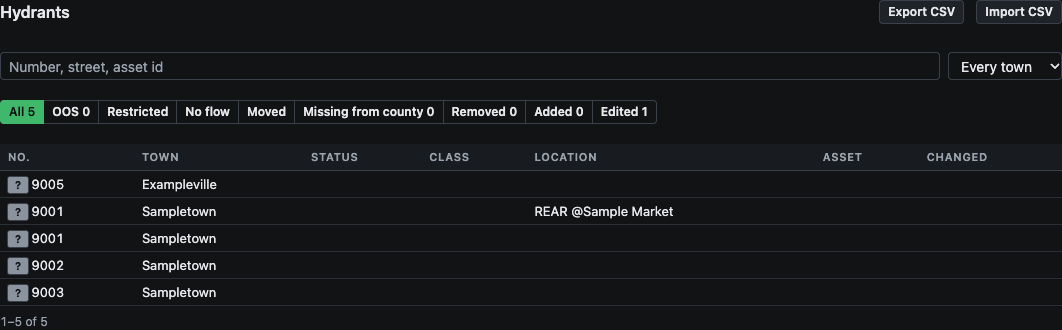 Hydrants Export CSV Import CSV
Number, street, asset id Every town
All 5 OOS 0 Restricted No flow Moved Missing from county 0 Removed 0 Added 0 Edited 1
NO. TOWN STATUS CLASS LOCATION ASSET CHANGED
? 9005 Exampleville
? 9001 Sampletown REAR @Sample Market
? 9001 Sampletown
? 9002 Sampletown
? 9003 Sampletown
1–5 of 5